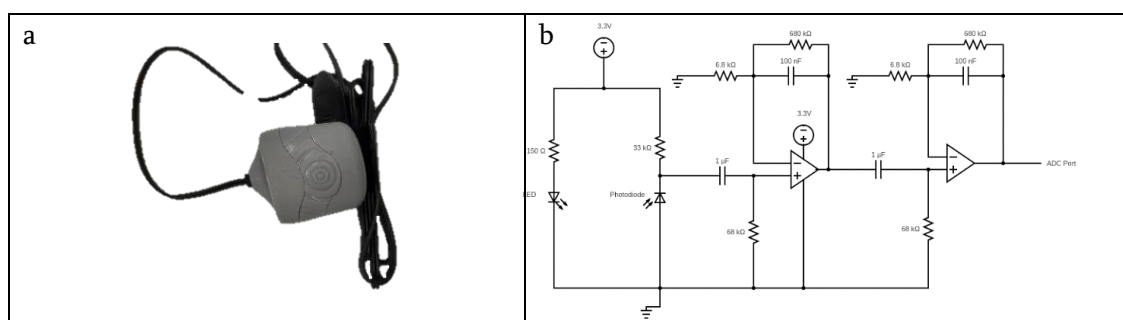 a
b
3.3V
680 kΩ
680 kΩ
6.8 kΩ
100 nF
6.8 kΩ
100 nF
3.3V
150 Ω
33 kΩ
1 µF
1 µF
ADC Port
Photodiode
68 kΩ
68 kΩ